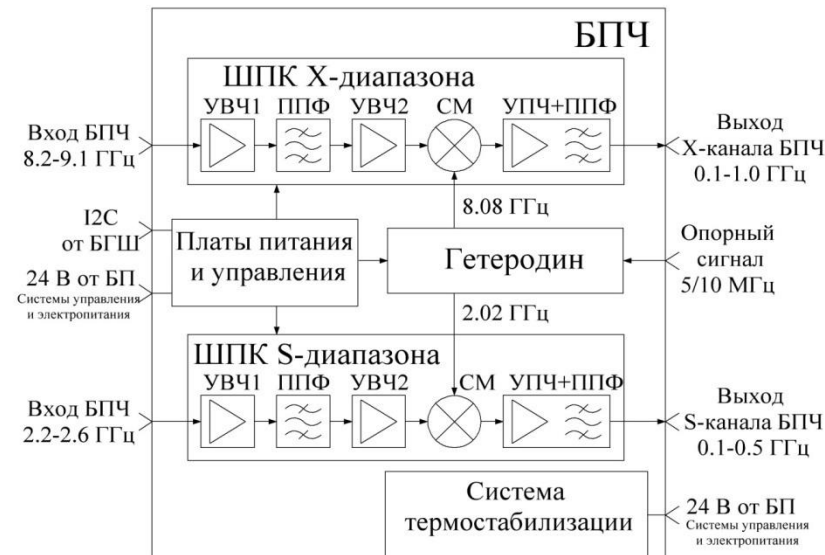 БПЧ
ШПК X-диапазона
УВЧ1 ППФ УВЧ2 СМ УПЧ+ППФ
Вход БПЧ
8.2-9.1 ГГц
Выход
X-канала БПЧ
0.1-1.0 ГГц
8.08 ГГц
I2C
от БГШ
24 В от БП
Системы управления
и электропитания
Платы питания
и управления
Гетеродин
Опорный
сигнал
5/10 МГц
2.02 ГГц
ШПК S-диапазона
УВЧ1 ППФ УВЧ2 СМ УПЧ+ППФ
Вход БПЧ
2.2-2.6 ГГц
Выход
S-канала БПЧ
0.1-0.5 ГГц
Система
термостабилизации
24 В от БП
Системы управления
и электропитания